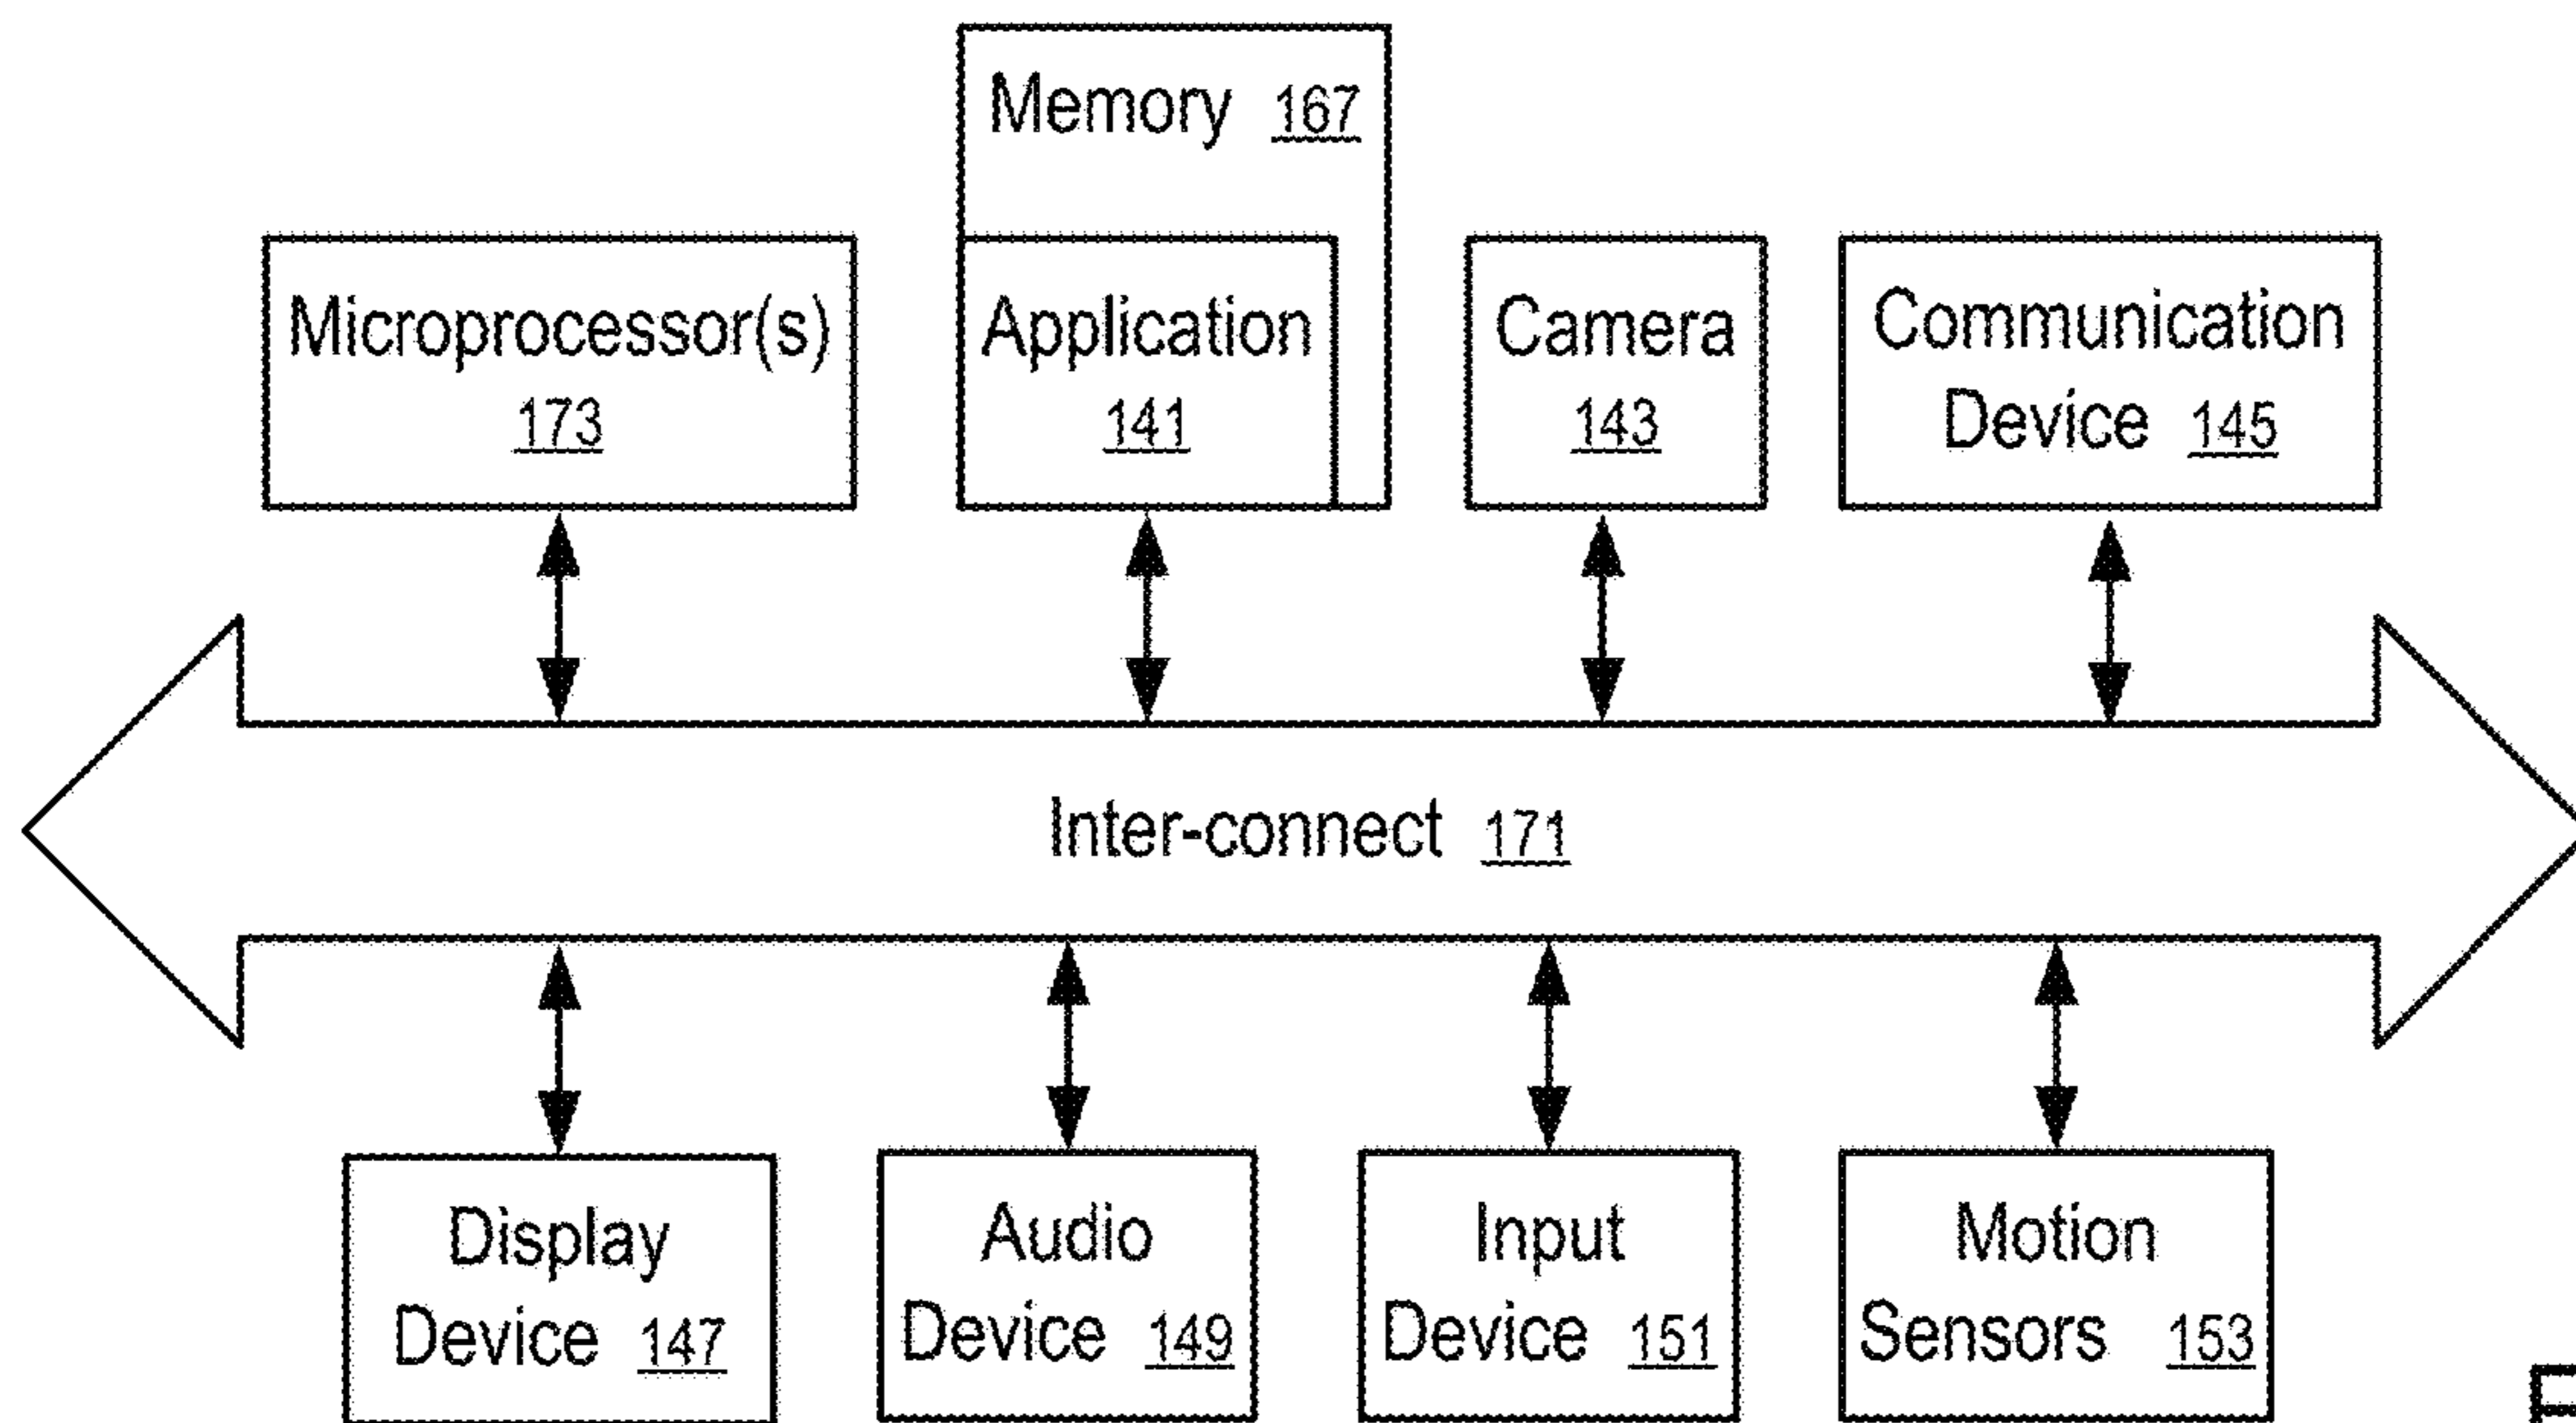 Memory 167
Microprocessor(s)
173
Application
141
Camera
143
Communication
Device 145
Inter-connect 171
Display
Device 147
Audio
Device 149
Input
Device 151
Motion
Sensors 153